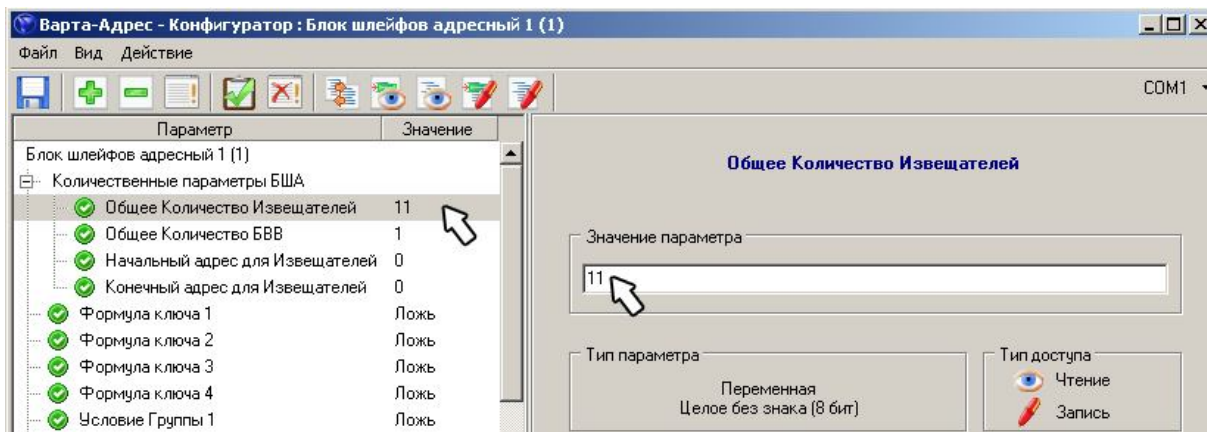 Варта-Адрес - Конфигуратор : Блок шлейфов адресный 1 (1)
Файл Вид Действие
COM1
Параметр Значение
Блок шлейфов адресный 1 (1)
Количественные параметры БША
Общее Количество Извещателей 11
Общее Количество БВВ 1
Начальный адрес для Извещателей 0
Конечный адрес для Извещателей 0
Формула ключа 1 Ложь
Формула ключа 2 Ложь
Формула ключа 3 Ложь
Формула ключа 4 Ложь
Условие Группы 1 Ложь
Общее Количество Извещателей
Значение параметра
11
Тип параметра
Переменная
Целое без знака (8 бит)
Тип доступа
Чтение
Запись